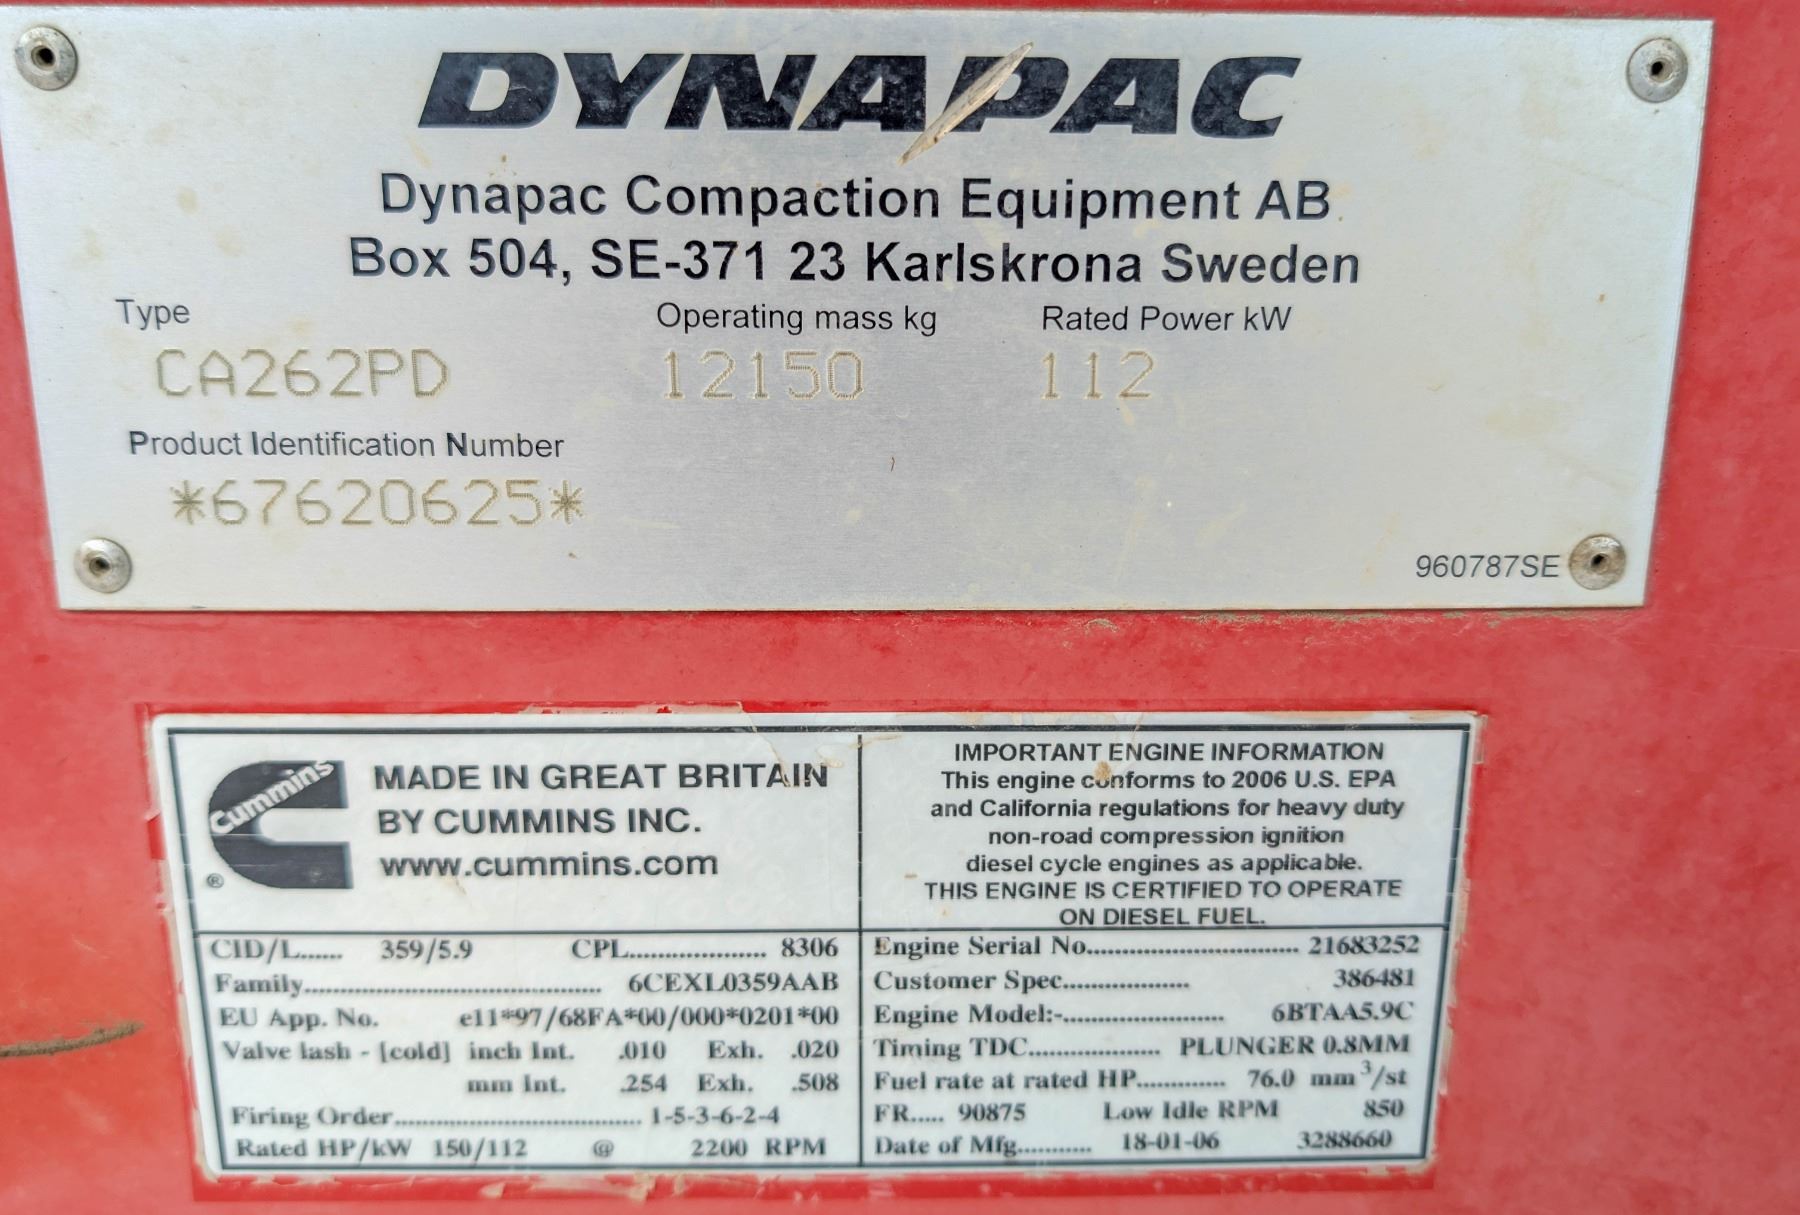 DYNAPAC
Dynapac Compaction Equipment AB
Box 504, SE-371 23 Karlskrona Sweden
Type Operating mass kg Rated Power kW
CA262PD 12150 112
Product Identification Number
*67620625*
960787SE
Cummins
®
MADE IN GREAT BRITAIN
BY CUMMINS INC.
www.cummins.com
IMPORTANT ENGINE INFORMATION
This engine conforms to 2006 U.S. EPA
and California regulations for heavy duty
non-road compression ignition
diesel cycle engines as applicable.
THIS ENGINE IS CERTIFIED TO OPERATE
ON DIESEL FUEL.
CID/L...... 359/5.9 CPL.................... 8306
Family.......................................... 6CEXL0359AAB
EU App. No. e11*97/68FA*00/000*0201*00
Valve lash - [cold] inch Int. .010 Exh. .020
mm Int. .254 Exh. .508
Firing Order................................... 1-5-3-6-2-4
Rated HP/kW 150/112 @ 2200 RPM
Engine Serial No.............................. 21683252
Customer Spec.................. 386481
Engine Model:-....................... 6BTAA5.9C
Timing TDC................... PLUNGER 0.8MM
Fuel rate at rated HP............. 76.0 mm³/st
FR..... 90875 Low Idle RPM 850
Date of Mfg........... 18-01-06 3288660